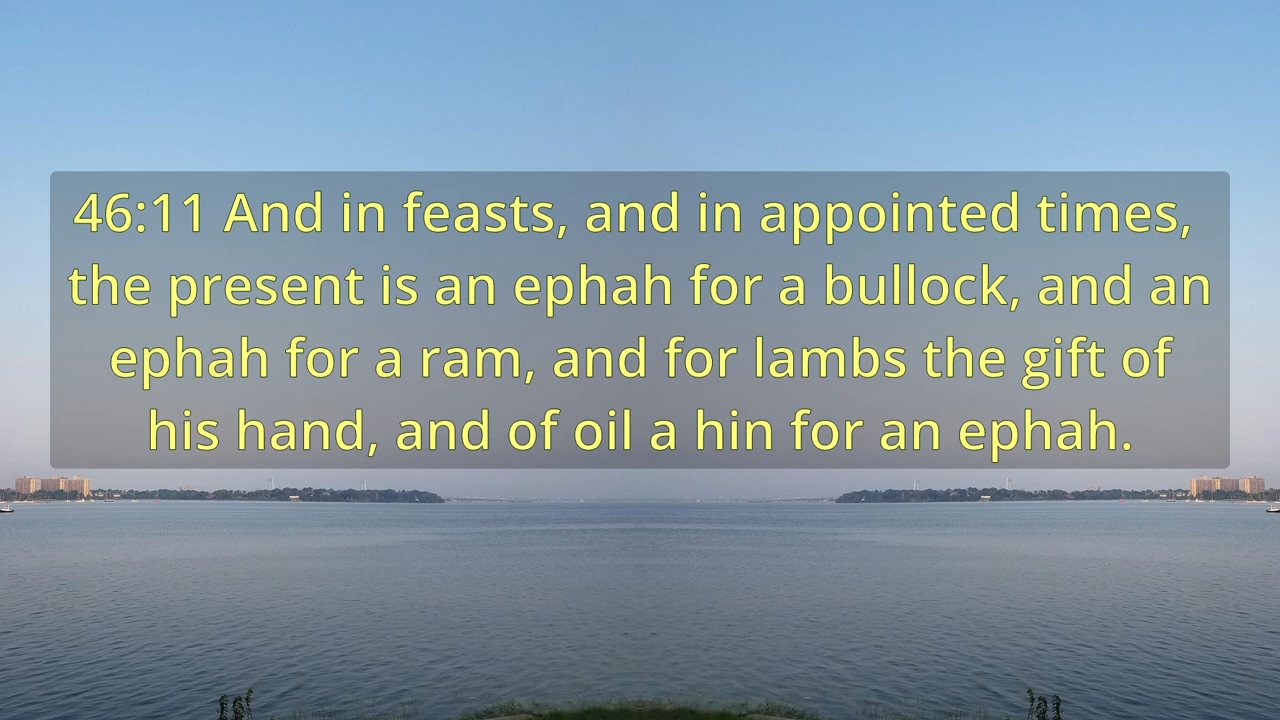 46:11 And in feasts, and in appointed times,
the present is an ephah for a bullock, and an
ephah for a ram, and for lambs the gift of
his hand, and of oil a hin for an ephah.